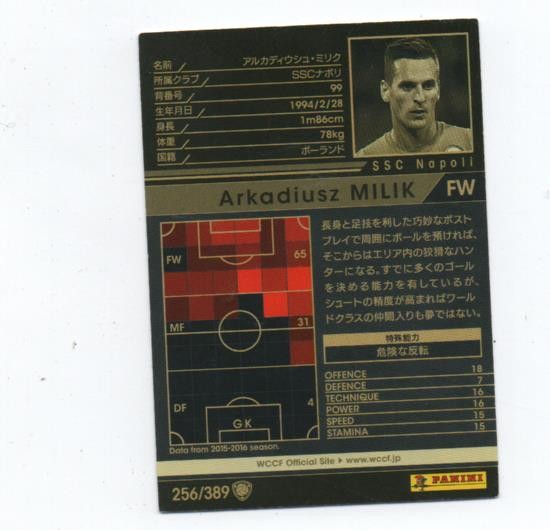 名前 アルカディウシュ・ミリク
所属クラブ SSCナポリ
背番号 99
生年月日 1994/2/28
身長 1m86cm
体重 78kg
国籍 ポーランド
SSC Napoli
Arkadiusz MILIK FW
FW 65
MF 31
DF 4
GK
Data from 2015-2016 season.
長身と足技を利した巧妙なポスト
プレイで周囲にボールを預ければ、
そこからはエリア内の狡猾なハン
ターになる。すでに多くのゴール
を決める能力を有しているが、
シュートの精度が高まればワール
ドクラスの仲間入りも夢ではない。
特殊能力
危険な反転
OFFENCE 18
DEFENCE 7
TECHNIQUE 16
POWER 16
SPEED 15
STAMINA 15
WCCF Official Site ▶ www.wccf.jp
256/389
PANINI